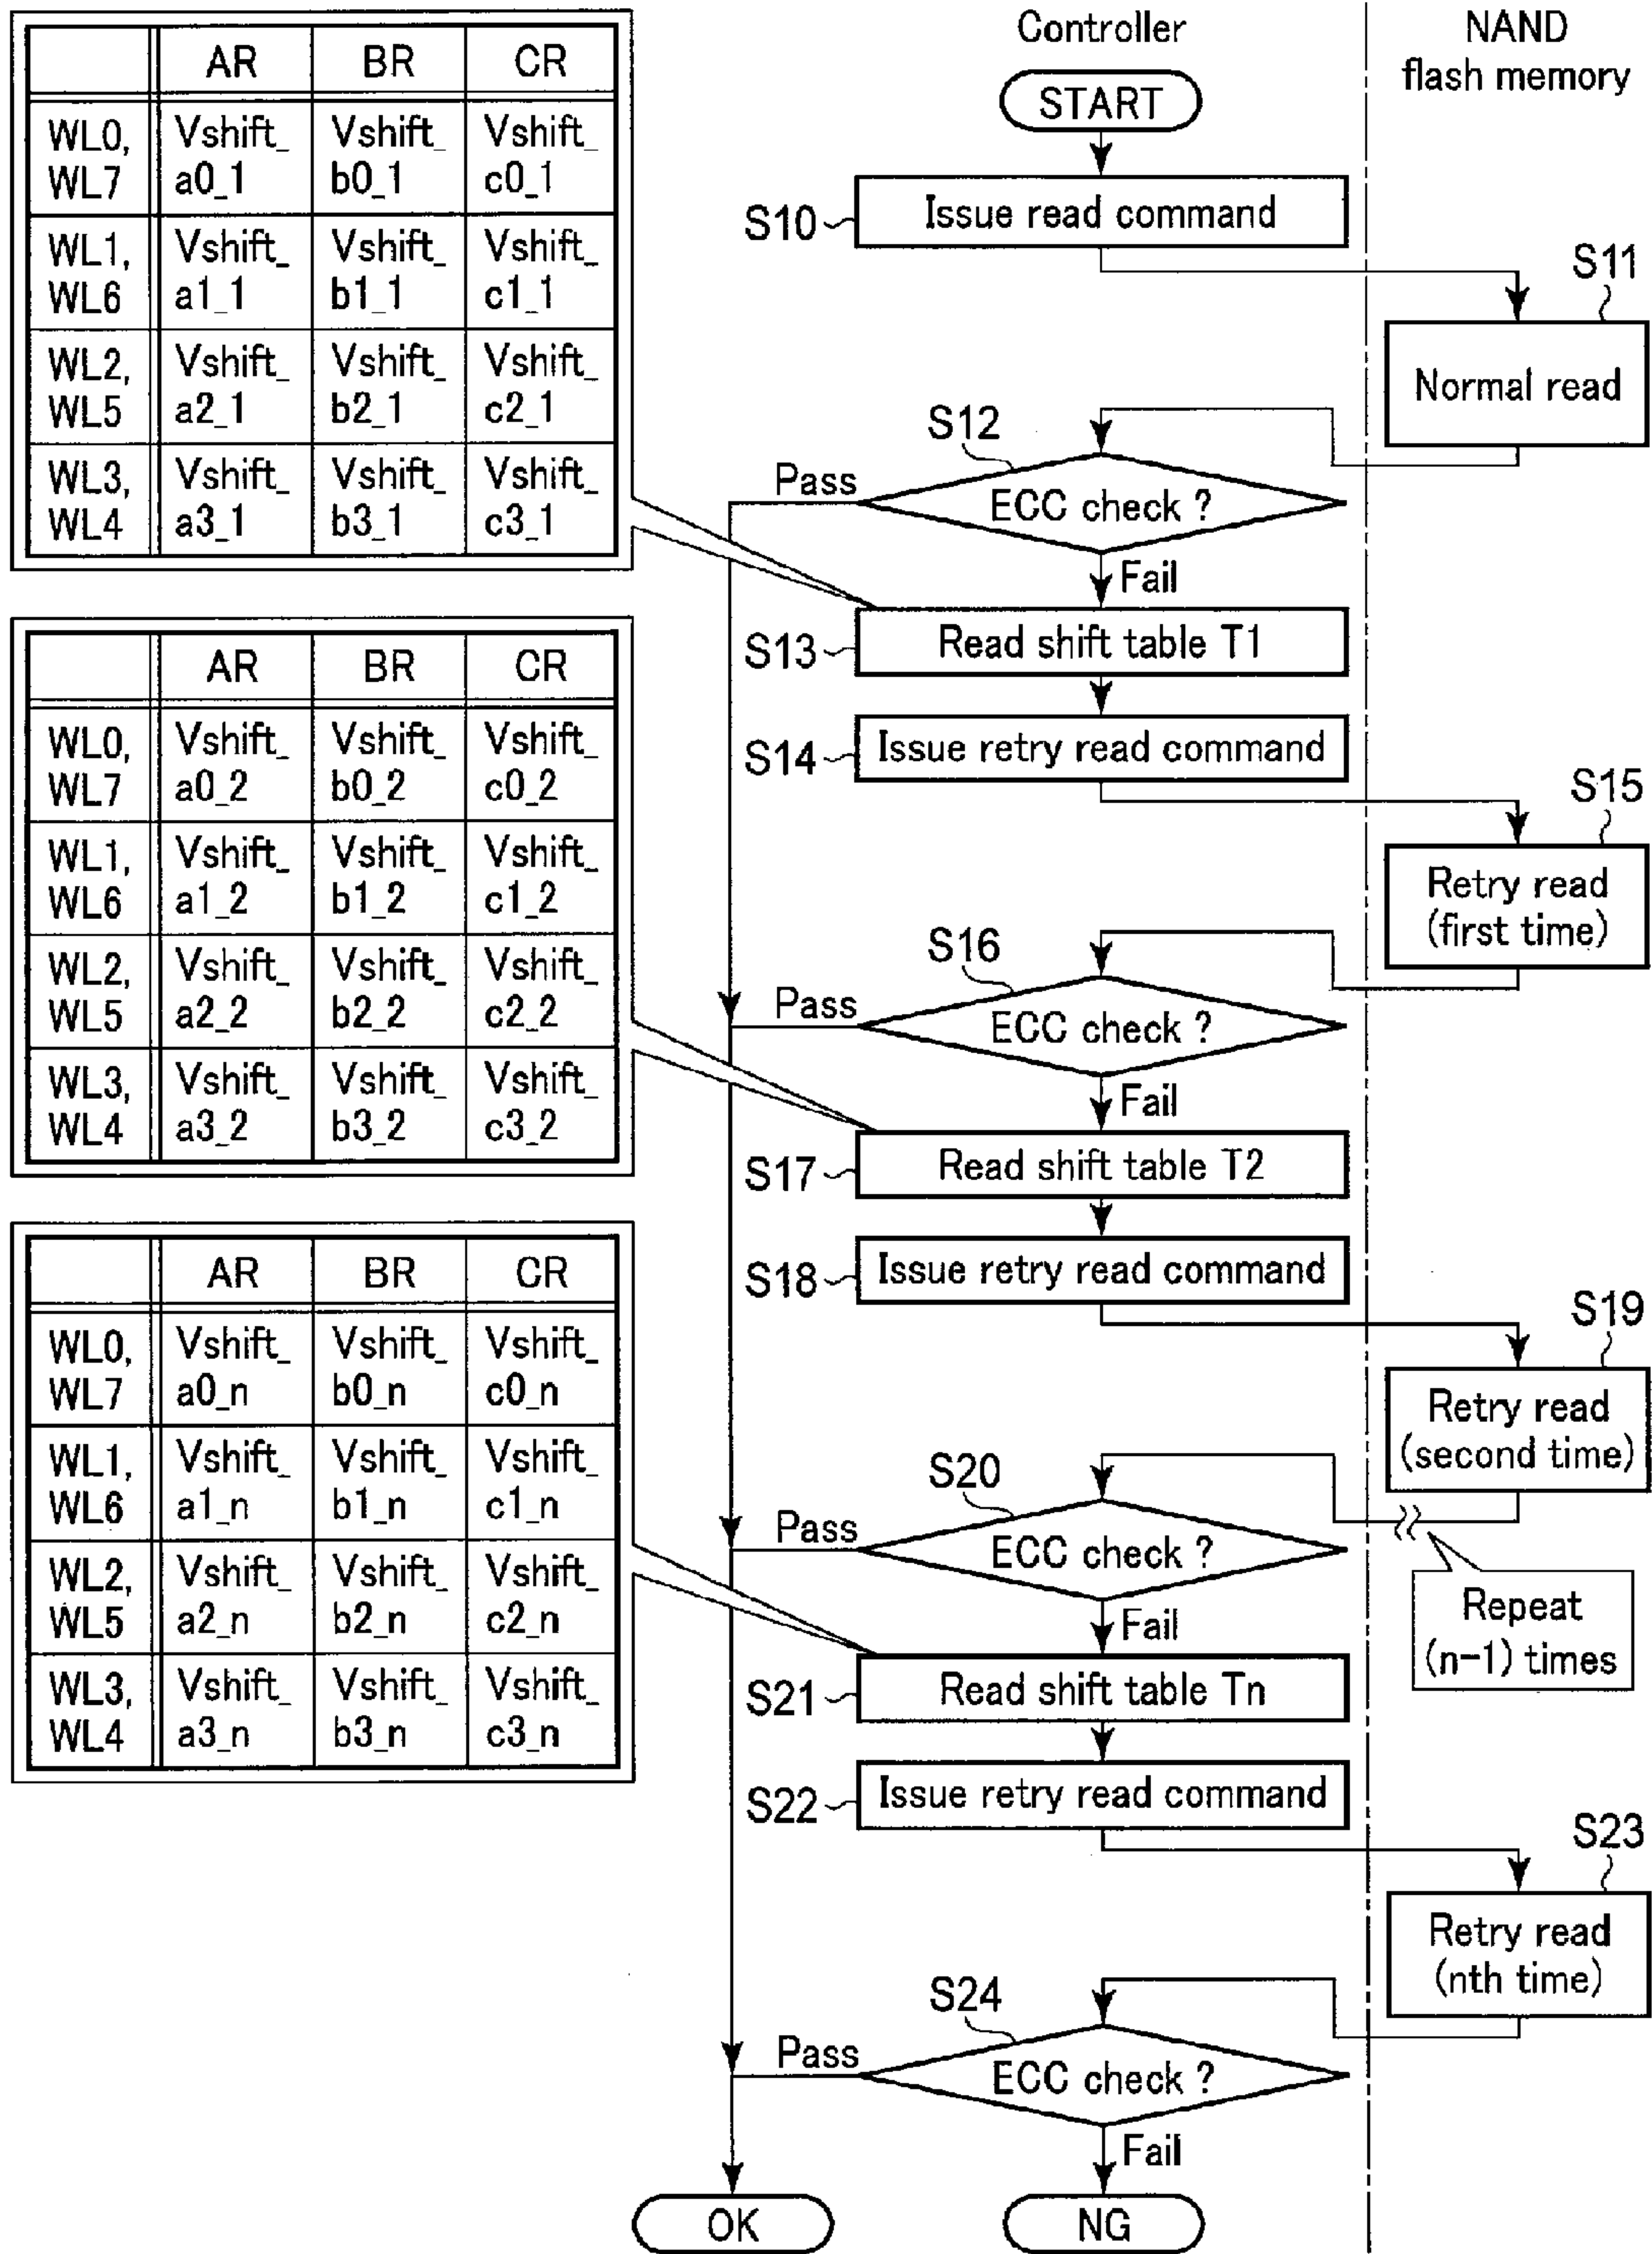 AR BR CR
WL0, Vshift_ Vshift_ Vshift_
WL7 a0_1 b0_1 c0_1
WL1, Vshift_ Vshift_ Vshift_
WL6 a1_1 b1_1 c1_1
WL2, Vshift_ Vshift_ Vshift_
WL5 a2_1 b2_1 c2_1
WL3, Vshift_ Vshift_ Vshift_
WL4 a3_1 b3_1 c3_1
AR BR CR
WL0, Vshift_ Vshift_ Vshift_
WL7 a0_2 b0_2 c0_2
WL1, Vshift_ Vshift_ Vshift_
WL6 a1_2 b1_2 c1_2
WL2, Vshift_ Vshift_ Vshift_
WL5 a2_2 b2_2 c2_2
WL3, Vshift_ Vshift_ Vshift_
WL4 a3_2 b3_2 c3_2
AR BR CR
WL0, Vshift_ Vshift_ Vshift_
WL7 a0_n b0_n c0_n
WL1, Vshift_ Vshift_ Vshift_
WL6 a1_n b1_n c1_n
WL2, Vshift_ Vshift_ Vshift_
WL5 a2_n b2_n c2_n
WL3, Vshift_ Vshift_ Vshift_
WL4 a3_n b3_n c3_n
Controller
NAND
flash memory
START
S10 Issue read command
S11
Normal read
S12
Pass
ECC check ?
Fail
S13 Read shift table T1
S14 Issue retry read command
S15
Retry read
(first time)
S16
Pass
ECC check ?
Fail
S17 Read shift table T2
S18 Issue retry read command
S19
Retry read
(second time)
S20
Pass
ECC check ?
Repeat
(n-1) times
Fail
S21 Read shift table Tn
S22 Issue retry read command
S23
Retry read
(nth time)
S24
Pass
ECC check ?
Fail
OK
NG